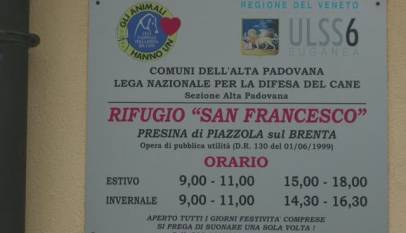 REGIONE DEL VENETO
GLI ANIMALI
HANNO UN
ULSS6
EUGANEA
COMUNI DELL'ALTA PADOVANA
LEGA NAZIONALE PER LA DIFESA DEL CANE
Sezione Alta Padovana
RIFUGIO "SAN FRANCESCO"
PRESINA di PIAZZOLA sul BRENTA
Opera di pubblica utilità (D.R. 130 del 01/06/1999)
ORARIO
ESTIVO 9,00 - 11,00 15,00 - 18,00
INVERNALE 9,00 - 11,00 14,30 - 16,30
APERTO TUTTI I GIORNI FESTIVITA' COMPRESE
SI PREGA DI SUONARE UNA SOLA VOLTA !